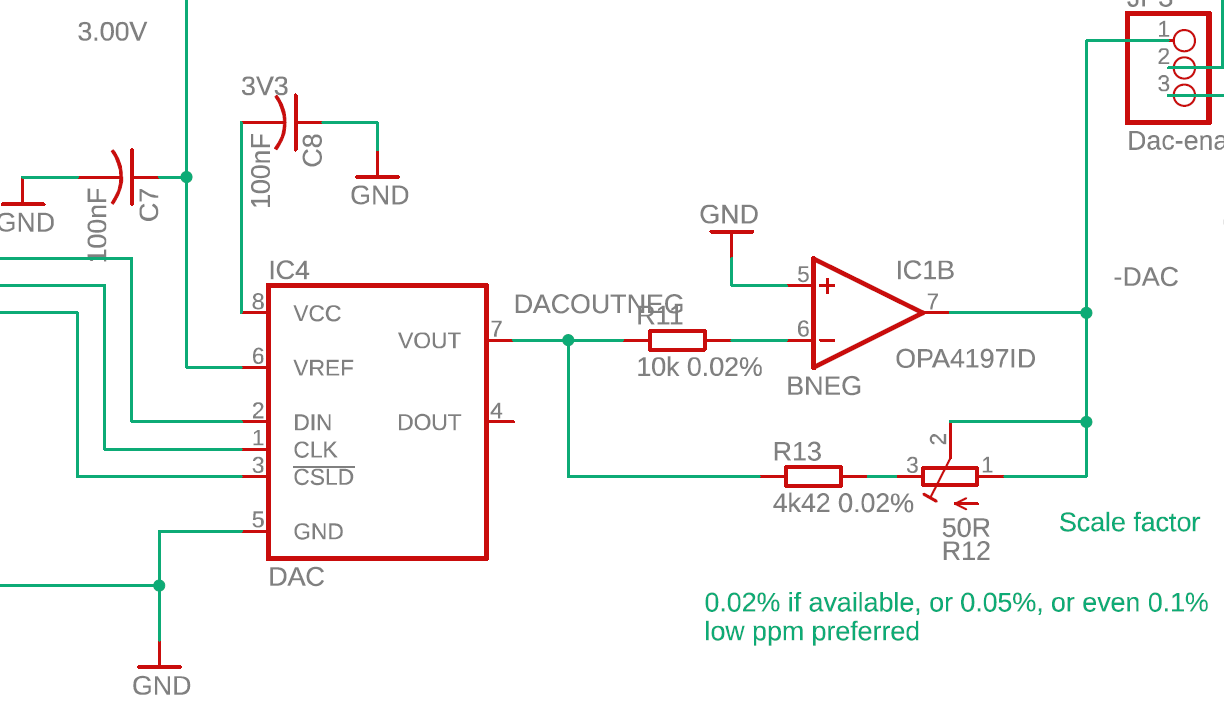 3.00V
3V3
100nF
C8
GND
GND
100nF
C7
JP3
1
2
3
Dac-ena
GND
IC4
8
VCC
6
VREF
2
DIN
1
CLK
3
CSLD
5
GND
VOUT
7
DOUT
4
DAC
GND
DACOUTNEG
R11
10k 0.02%
5
6
7
IC1B
OPA4197ID
BNEG
-DAC
R13
4k42 0.02%
3
2
1
50R
R12
Scale factor
0.02% if available, or 0.05%, or even 0.1%
low ppm preferred